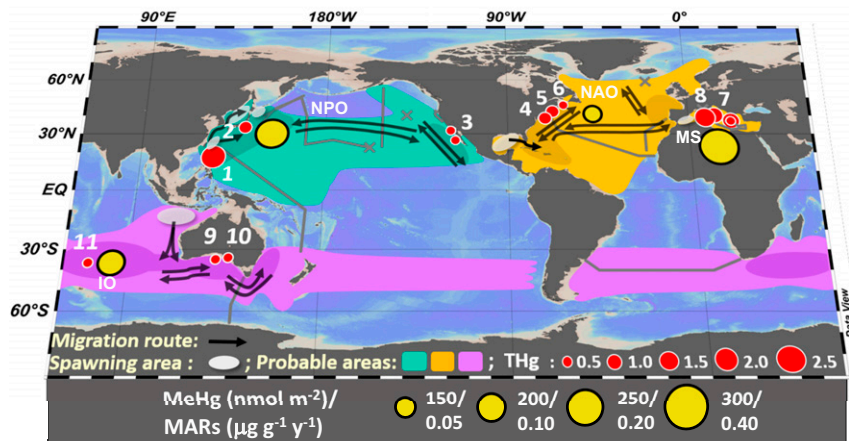 90°E 180°W 90°W 0°
60°N
30°N
EQ
30°S
60°S
NPO
NAO
MS
IO
1
2
3
4
5
6
7
8
9
10
11
Migration route:
Spawning area : ; Probable areas: ; THg : 0.5 1.0 1.5 2.0 2.5
MeHg (nmol m⁻²)/
MARs (µg g⁻¹ y⁻¹)
150/
0.05
200/
0.10
250/
0.20
300/
0.40
Data View